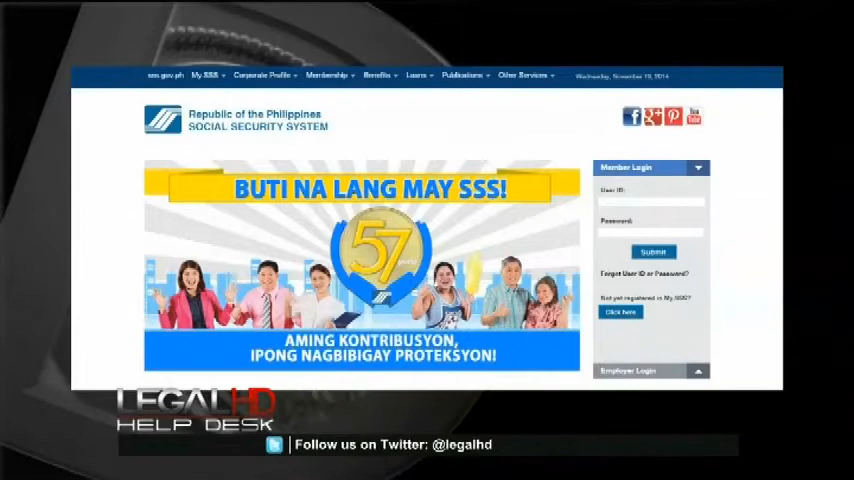 sss.gov.ph My.SSS Corporate Profile Membership Benefits Loans Publications Other Services Wednesday, November 19, 2014
Republic of the Philippines
SOCIAL SECURITY SYSTEM
f g+ P You Tube
BUTI NA LANG MAY SSS!
57
AMING KONTRIBUSYON,
IPONG NAGBIBIGAY PROTEKSYON!
Member Login
User ID:
Password:
Submit
Forgot User ID or Password?
Not yet registered in My.SSS?
Click here
Employer Login
LEGALHD
HELP DESK
Follow us on Twitter: @legalhd